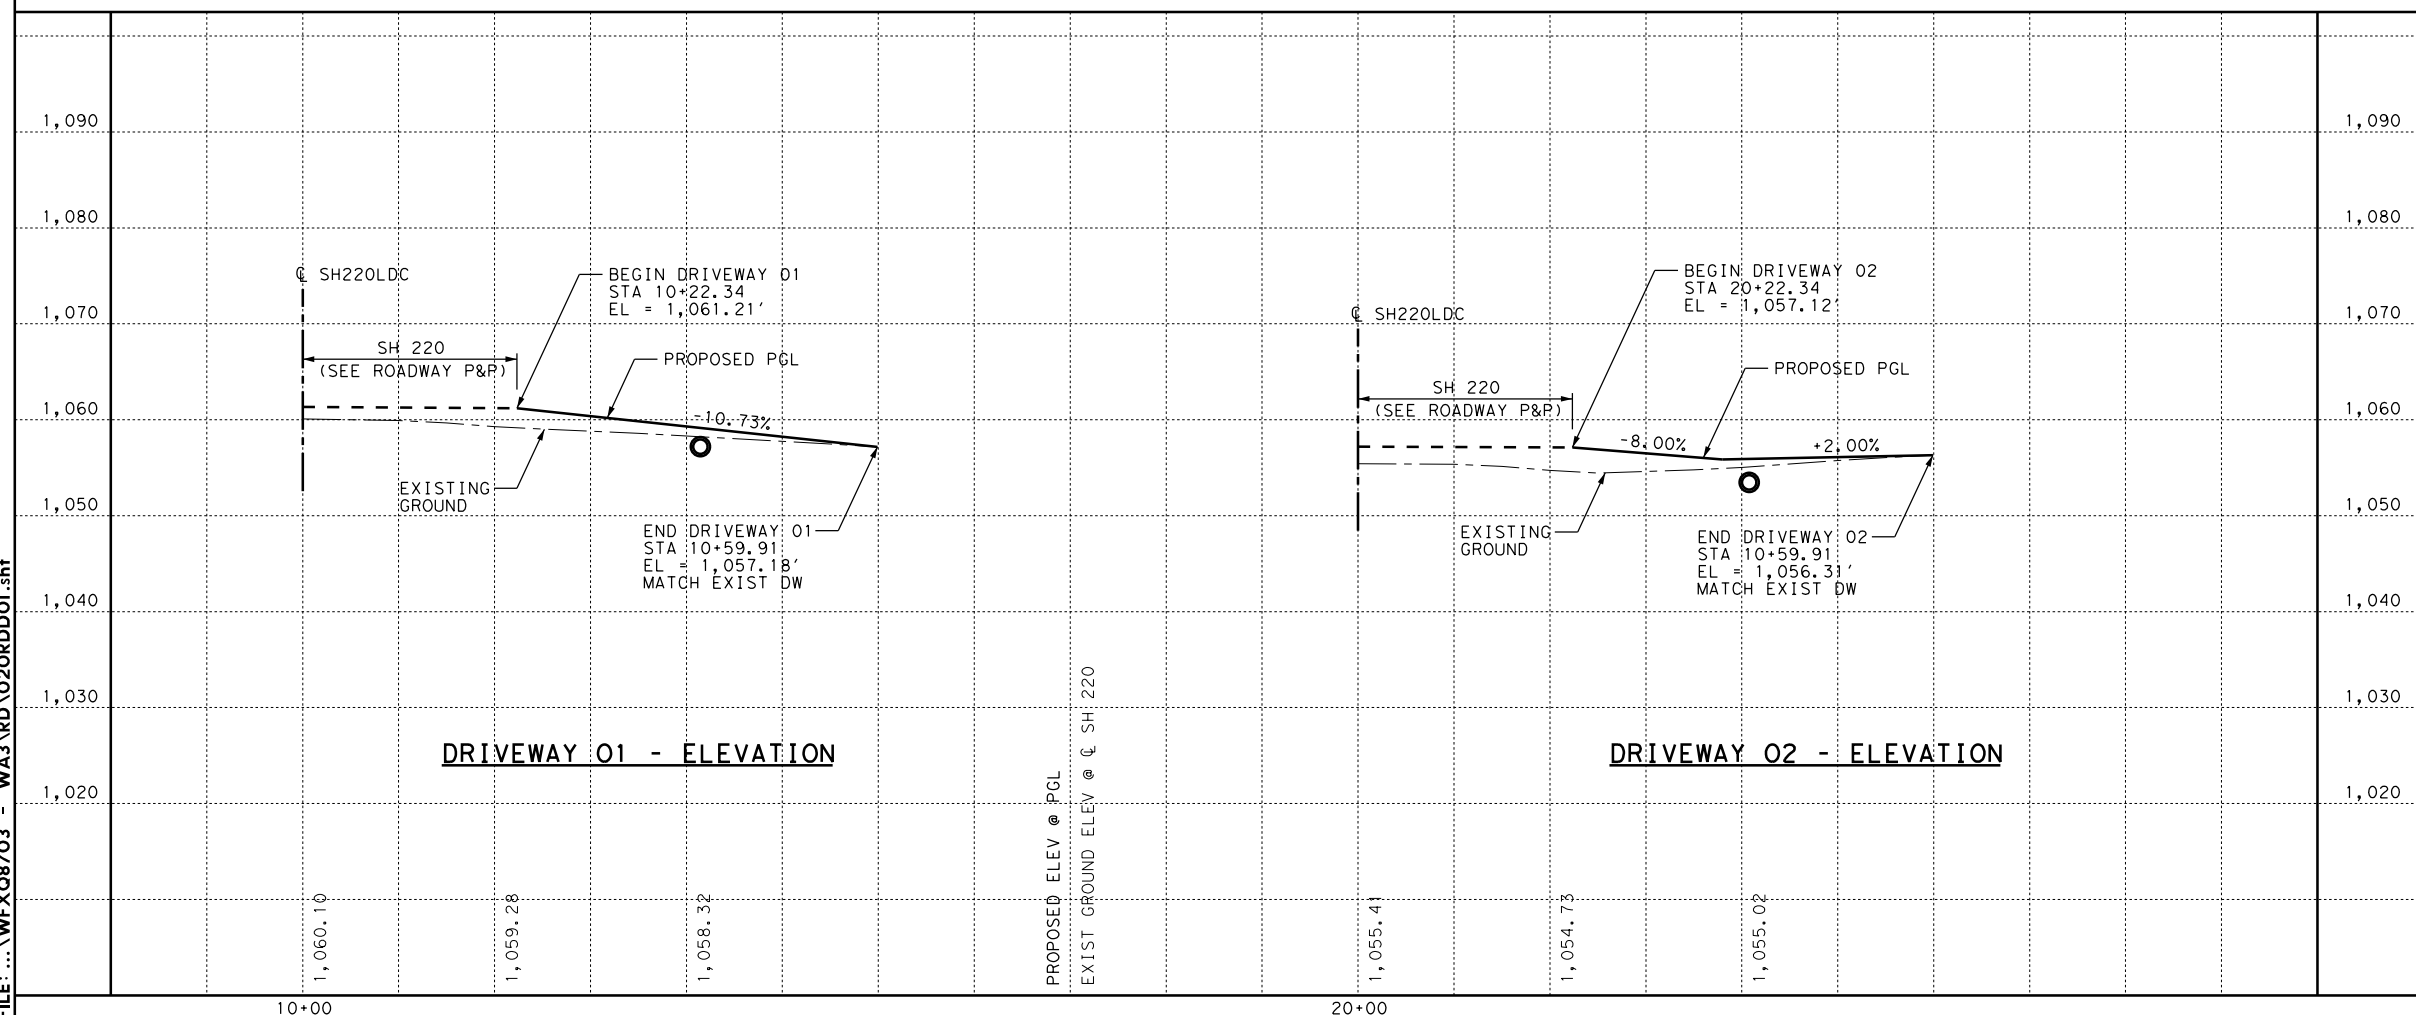 1,090
1,090
1,080
1,080
1,070
1,070
1,060
1,060
1,050
1,050
1,040
1,040
1,030
1,030
1,020
1,020
℄ SH220LDC
SH 220
(SEE ROADWAY P&P)
BEGIN DRIVEWAY 01
STA 10+22.34
EL = 1,061.21'
PROPOSED PGL
-10.73%
EXISTING
GROUND
END DRIVEWAY 01
STA 10+59.91
EL = 1,057.18'
MATCH EXIST DW
DRIVEWAY 01 - ELEVATION
1,060.10
1,059.28
1,058.32
10+00
PROPOSED ELEV @ PGL
EXIST GROUND ELEV @ ℄ SH 220
℄ SH220LDC
SH 220
(SEE ROADWAY P&P)
BEGIN DRIVEWAY 02
STA 20+22.34
EL = 1,057.12'
PROPOSED PGL
-8.00%
+2.00%
EXISTING
GROUND
END DRIVEWAY 02
STA 10+59.91
EL = 1,056.31'
MATCH EXIST DW
DRIVEWAY 02 - ELEVATION
1,055.41
1,054.73
1,055.02
20+00